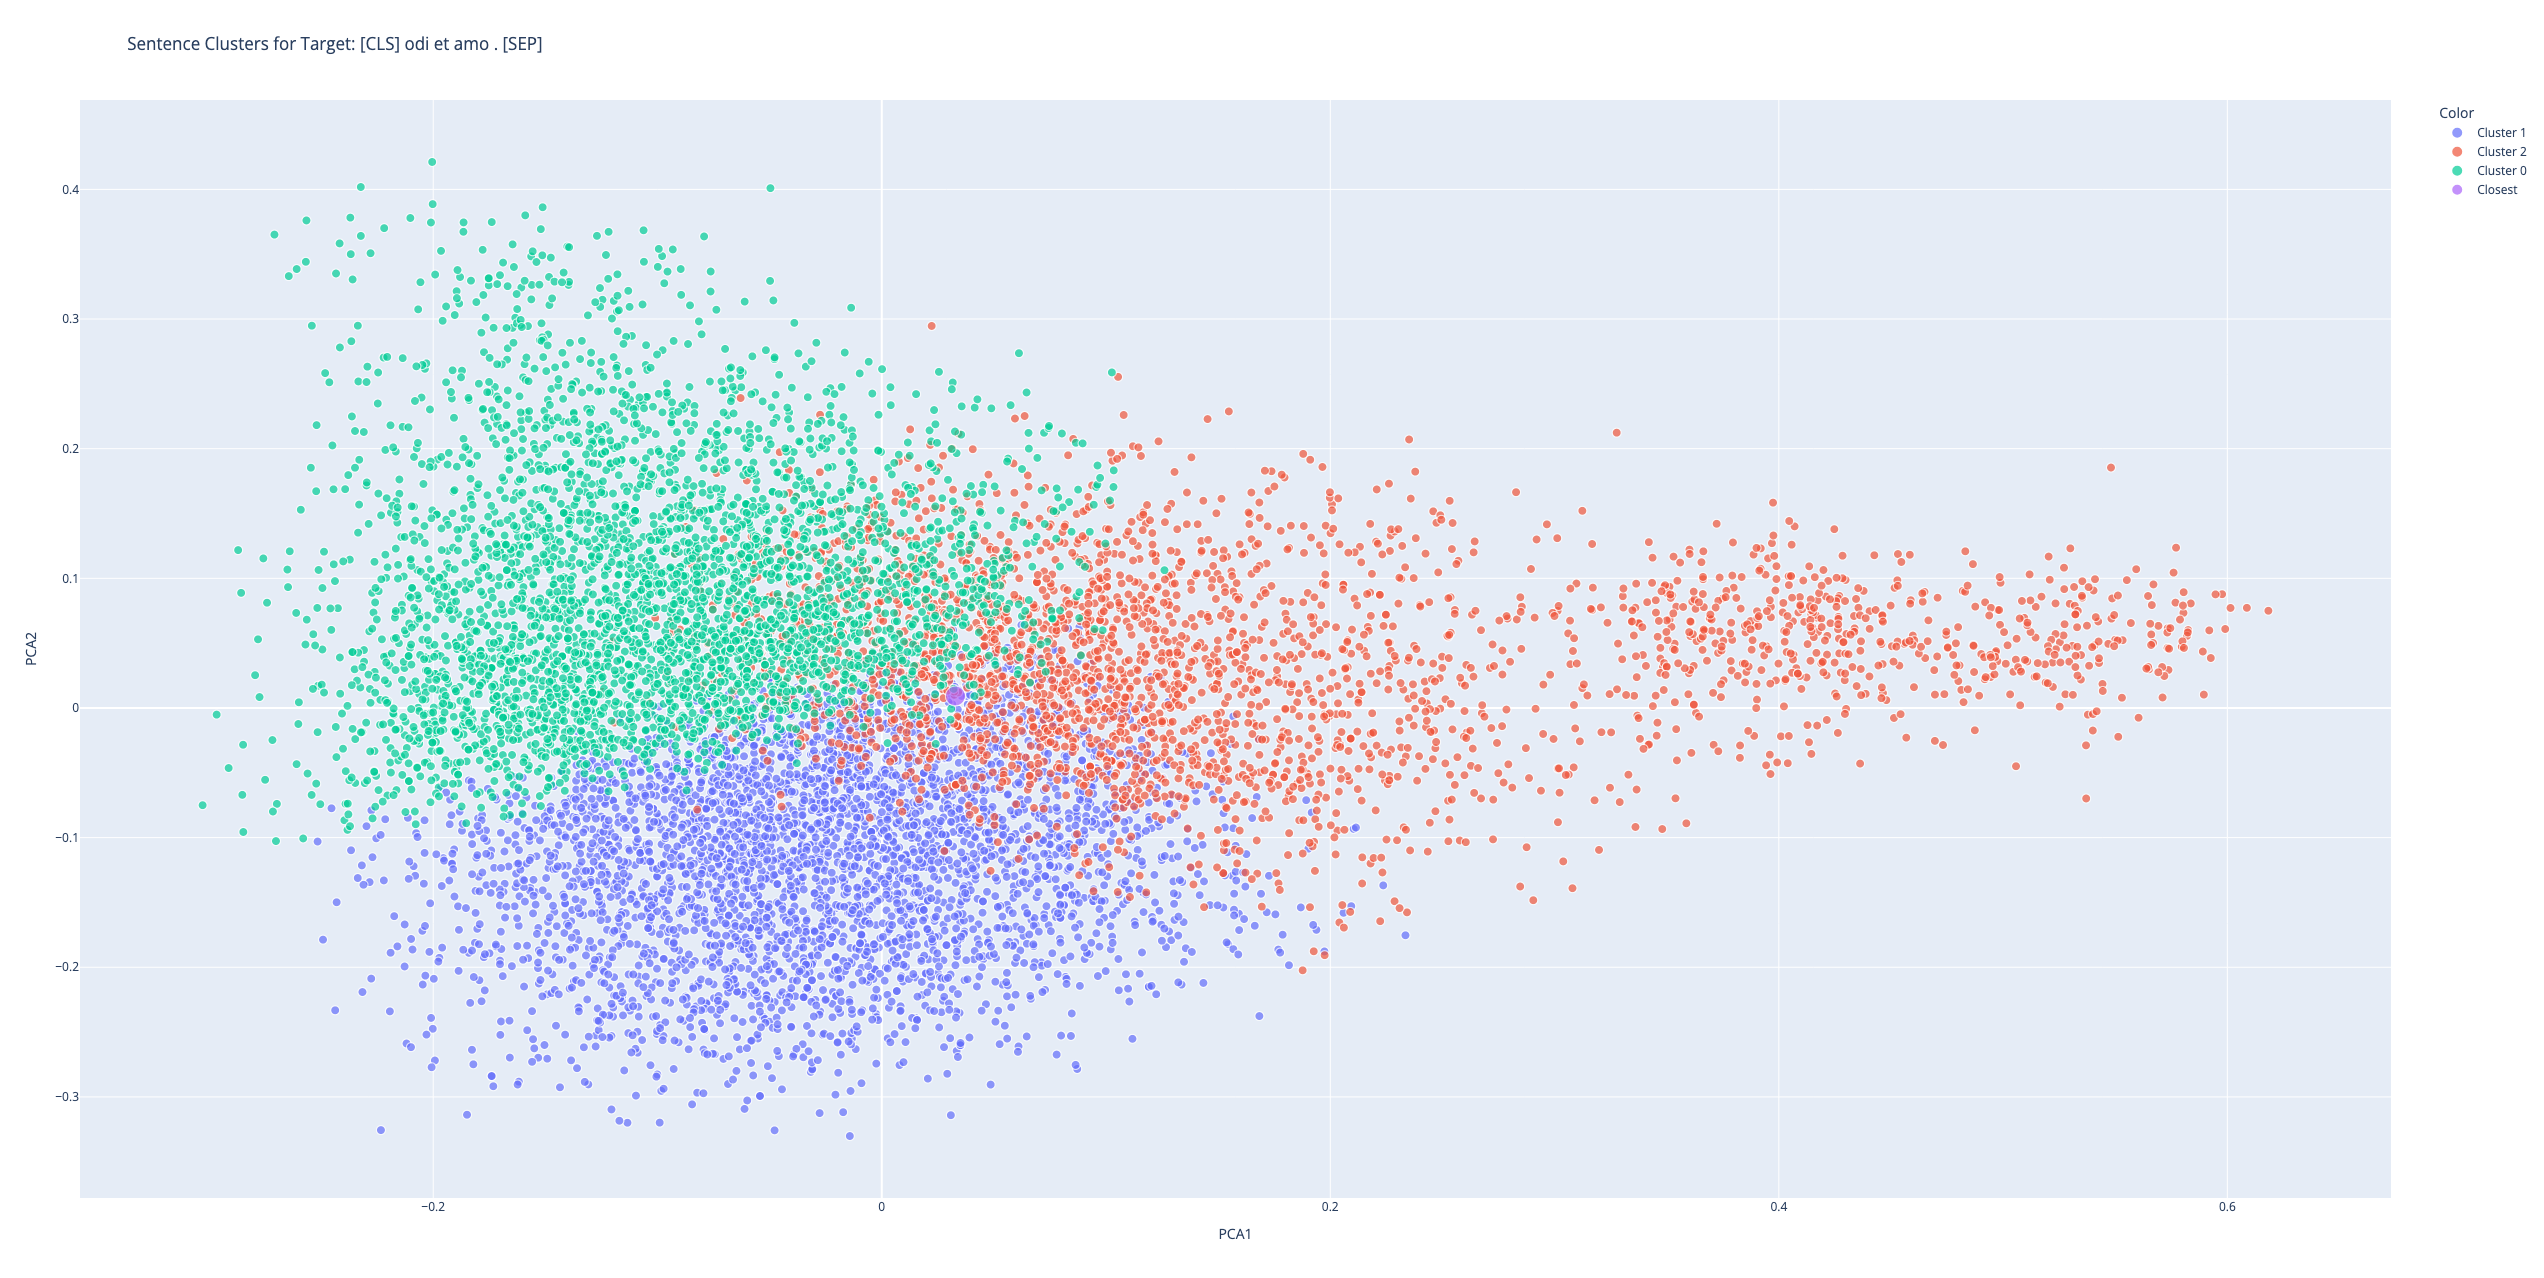 Sentence Clusters for Target: [CLS] odi et amo . [SEP]
Color
Cluster 1
Cluster 2
Cluster 0
Closest
0.4
0.3
0.2
0.1
0
−0.1
−0.2
−0.3
PCA2
−0.2
0
0.2
0.4
0.6
PCA1